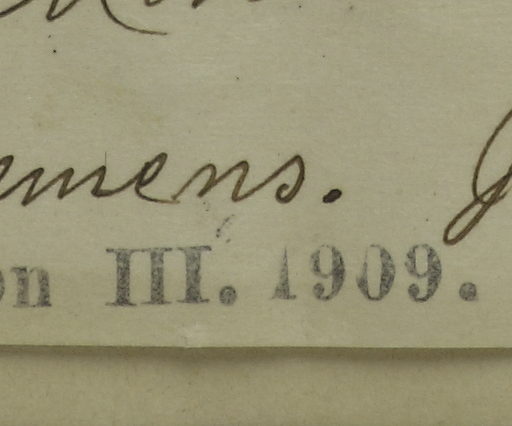 emens. J
on III. 1909.